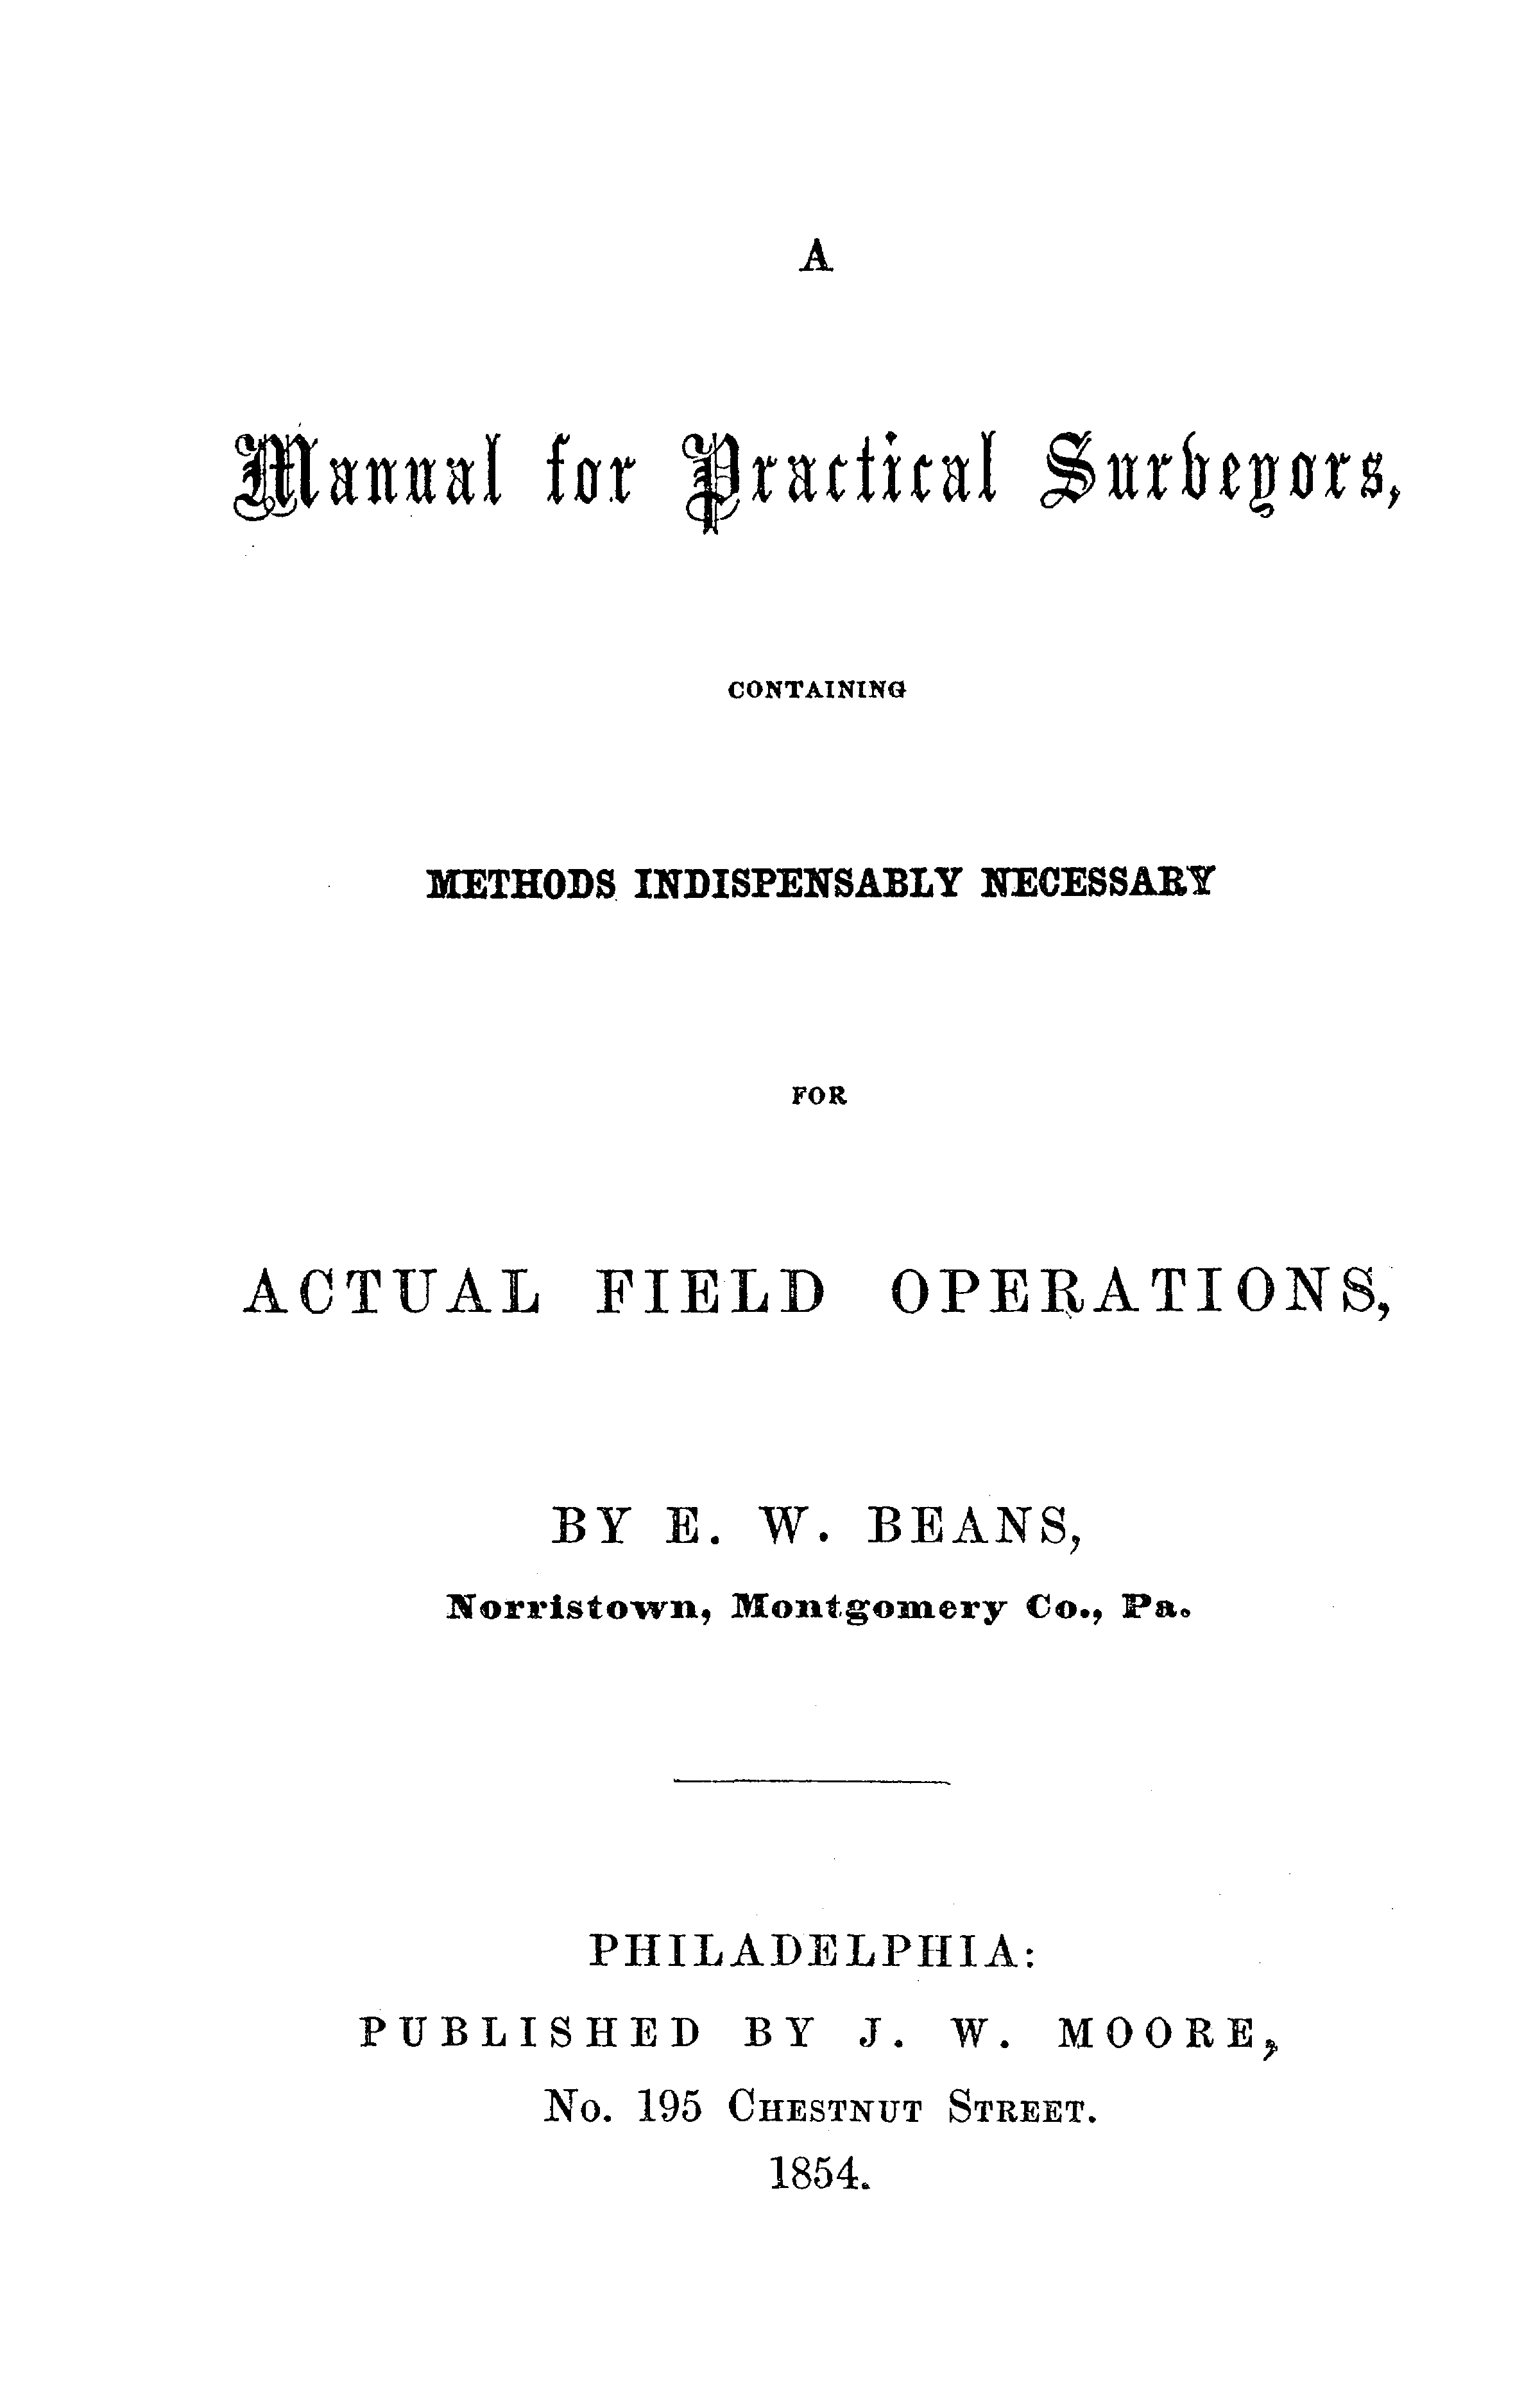 A
Manual for Practical Surveyors,
CONTAINING
METHODS INDISPENSABLY NECESSARY
FOR
ACTUAL FIELD OPERATIONS,
BY E. W. BEANS,
Norristown, Montgomery Co., Pa.
PHILADELPHIA:
PUBLISHED BY J. W. MOORE,
No. 195 Chestnut Street.
1854.